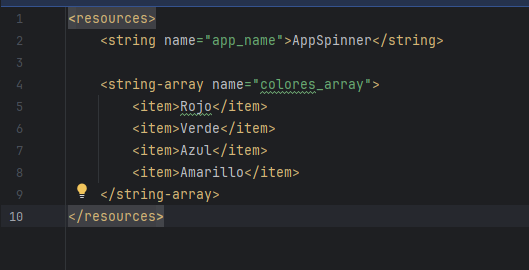 1 <resources>
2 <string name="app_name">AppSpinner</string>
3
4 <string-array name="colores_array">
5 <item>Rojo</item>
6 <item>Verde</item>
7 <item>Azul</item>
8 <item>Amarillo</item>
9 </string-array>
10 </resources>